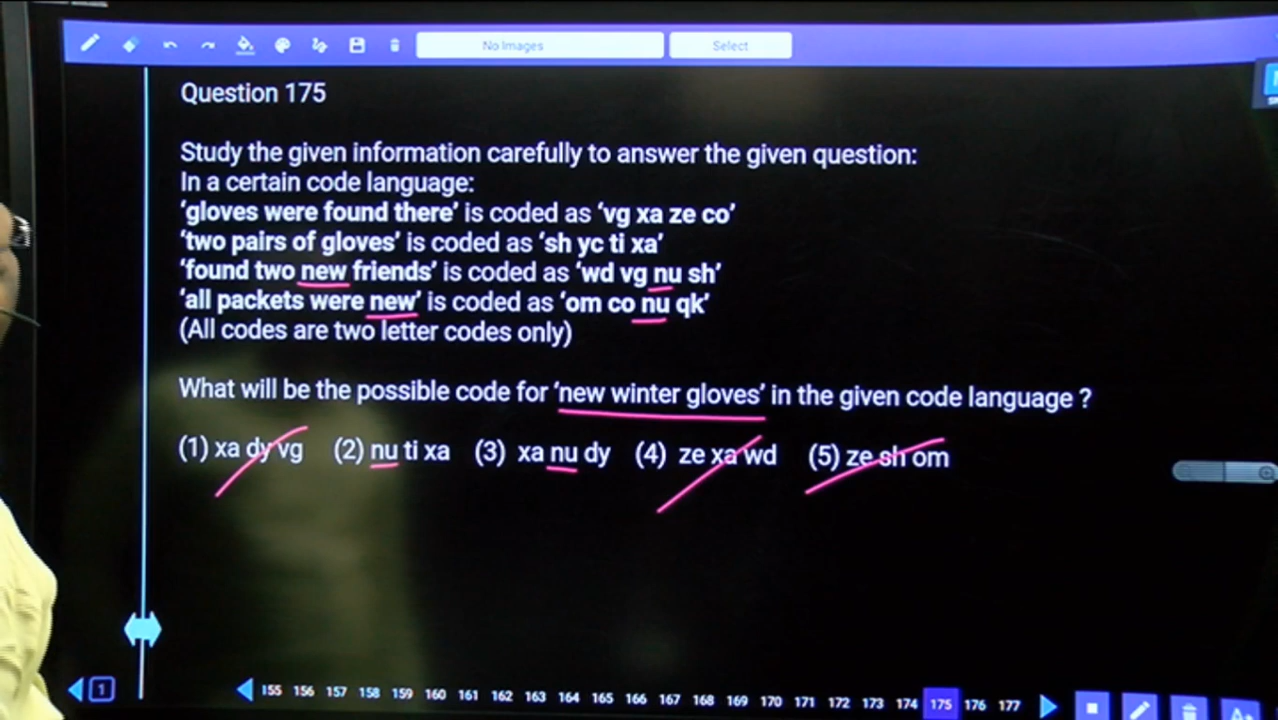 No Images Select
Question 175
Study the given information carefully to answer the given question:
In a certain code language:
‘gloves were found there’ is coded as ‘vg xa ze co’
‘two pairs of gloves’ is coded as ‘sh yc ti xa’
‘found two new friends’ is coded as ‘wd vg nu sh’
‘all packets were new’ is coded as ‘om co nu qk’
(All codes are two letter codes only)
What will be the possible code for ‘new winter gloves’ in the given code language ?
(1) xa dy vg (2) nu ti xa (3) xa nu dy (4) ze xa wd (5) ze sh om
1 155 156 157 158 159 160 161 162 163 164 165 166 167 168 169 170 171 172 173 174 175 176 177